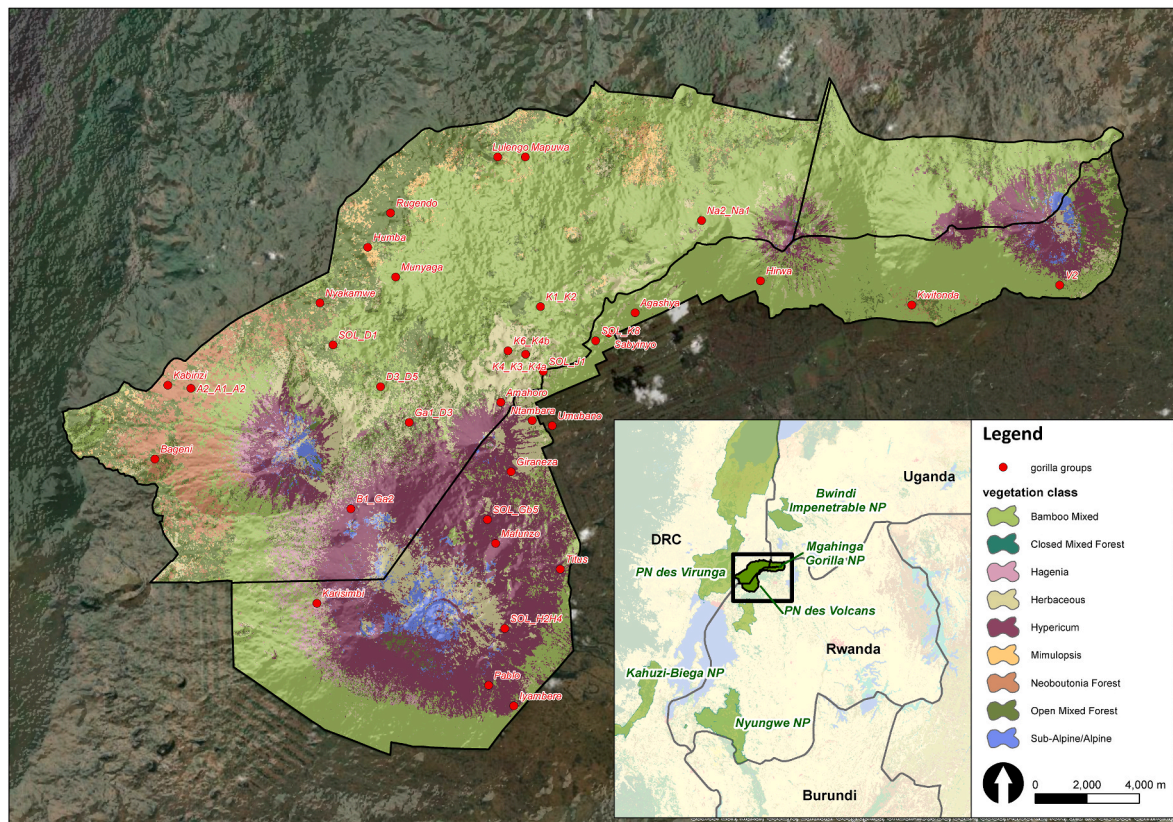 Lulengo Mapuwa
Rugendo
Na2_Na1
Humba
Munyaga
Hirwa
V2
Nyakamwe
K1_K2
Kwitonda
Agashya
SOL_D1
SOL_K8
Sabyinyo
K6_K4b
K4_K3_K4a
SOL_J1
Kabirizi
A2_A1_A2
D3_D5
Amahoro
Ga1_D3
Ntambara
Umubano
Bageni
Giraneza
B1_Ga2
SOL_Gb5
Mafunzo
Titus
Karisimbi
SOL_H2H4
Pablo
Iyambere
Uganda
Bwindi
Impenetrable NP
DRC
Mgahinga
Gorilla NP
PN des Virunga
PN des Volcans
Rwanda
Kahuzi-Biega NP
Nyungwe NP
Burundi
Legend
gorilla groups
vegetation class
Bamboo Mixed
Closed Mixed Forest
Hagenia
Herbaceous
Hypericum
Mimulopsis
Neoboutonia Forest
Open Mixed Forest
Sub-Alpine/Alpine
0 2,000 4,000 m